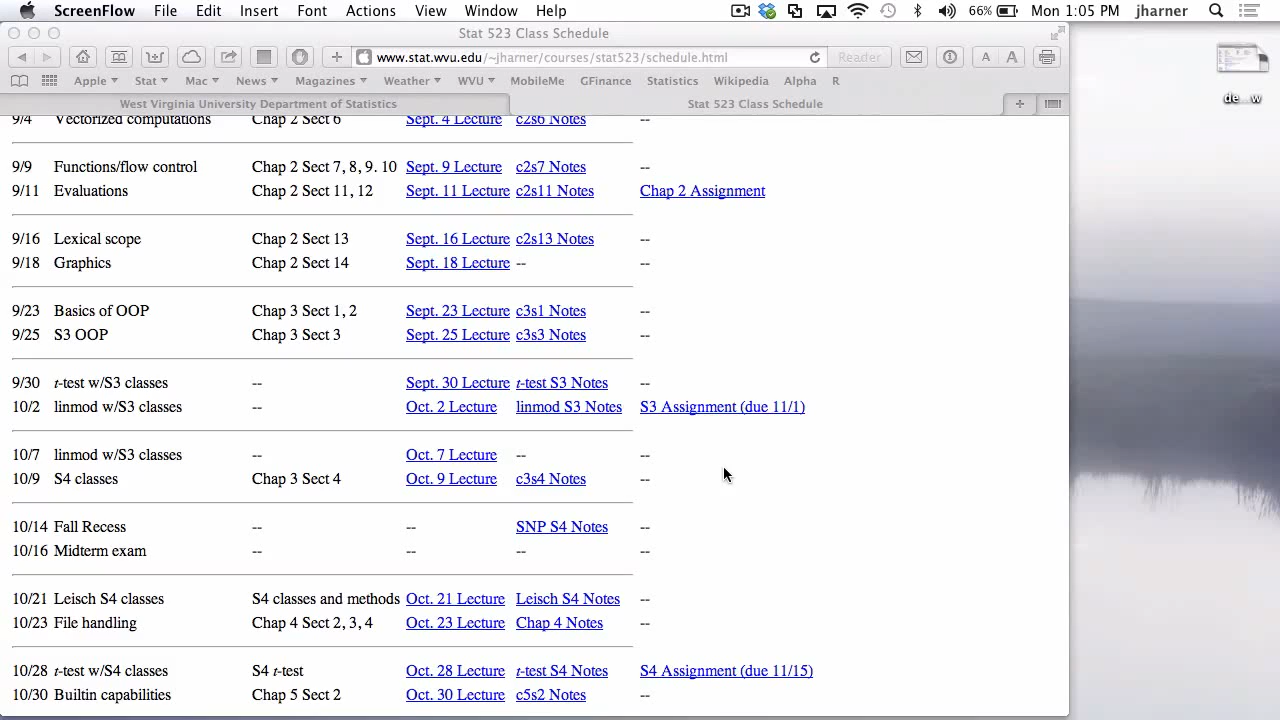 ScreenFlow File Edit Insert Font Actions View Window Help 66% Mon 1:05 PM jharner
Stat 523 Class Schedule
www.stat.wvu.edu/~jharner/courses/stat523/schedule.html Reader A A
Apple Stat Mac News Magazines Weather WVU MobileMe GFinance Statistics Wikipedia Alpha R
de...w
West Virginia University Department of Statistics Stat 523 Class Schedule
9/4 Vectorized computations Chap 2 Sect 6 Sept. 4 Lecture c2s6 Notes --
9/9 Functions/flow control Chap 2 Sect 7, 8, 9. 10 Sept. 9 Lecture c2s7 Notes --
9/11 Evaluations Chap 2 Sect 11, 12 Sept. 11 Lecture c2s11 Notes Chap 2 Assignment
9/16 Lexical scope Chap 2 Sect 13 Sept. 16 Lecture c2s13 Notes --
9/18 Graphics Chap 2 Sect 14 Sept. 18 Lecture -- --
9/23 Basics of OOP Chap 3 Sect 1, 2 Sept. 23 Lecture c3s1 Notes --
9/25 S3 OOP Chap 3 Sect 3 Sept. 25 Lecture c3s3 Notes --
9/30 t-test w/S3 classes -- Sept. 30 Lecture t-test S3 Notes --
10/2 linmod w/S3 classes -- Oct. 2 Lecture linmod S3 Notes S3 Assignment (due 11/1)
10/7 linmod w/S3 classes -- Oct. 7 Lecture -- --
10/9 S4 classes Chap 3 Sect 4 Oct. 9 Lecture c3s4 Notes --
10/14 Fall Recess -- -- SNP S4 Notes --
10/16 Midterm exam -- -- -- --
10/21 Leisch S4 classes S4 classes and methods Oct. 21 Lecture Leisch S4 Notes --
10/23 File handling Chap 4 Sect 2, 3, 4 Oct. 23 Lecture Chap 4 Notes --
10/28 t-test w/S4 classes S4 t-test Oct. 28 Lecture t-test S4 Notes S4 Assignment (due 11/15)
10/30 Builtin capabilities Chap 5 Sect 2 Oct. 30 Lecture c5s2 Notes --